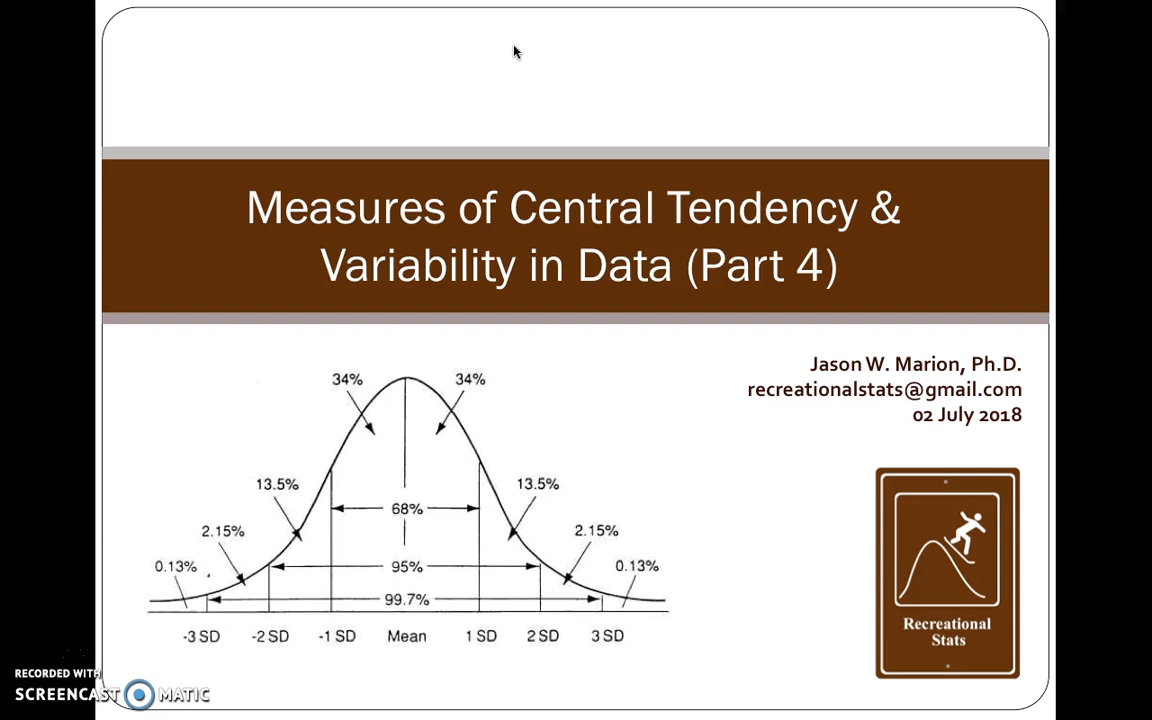 Measures of Central Tendency &
Variability in Data (Part 4)
Jason W. Marion, Ph.D.
recreationalstats@gmail.com
02 July 2018
34% 34%
13.5% 13.5%
68%
2.15% 2.15%
0.13% 95% 0.13%
99.7%
-3 SD -2 SD -1 SD Mean 1 SD 2 SD 3 SD
Recreational
Stats
RECORDED WITH
SCREENCAST MATIC